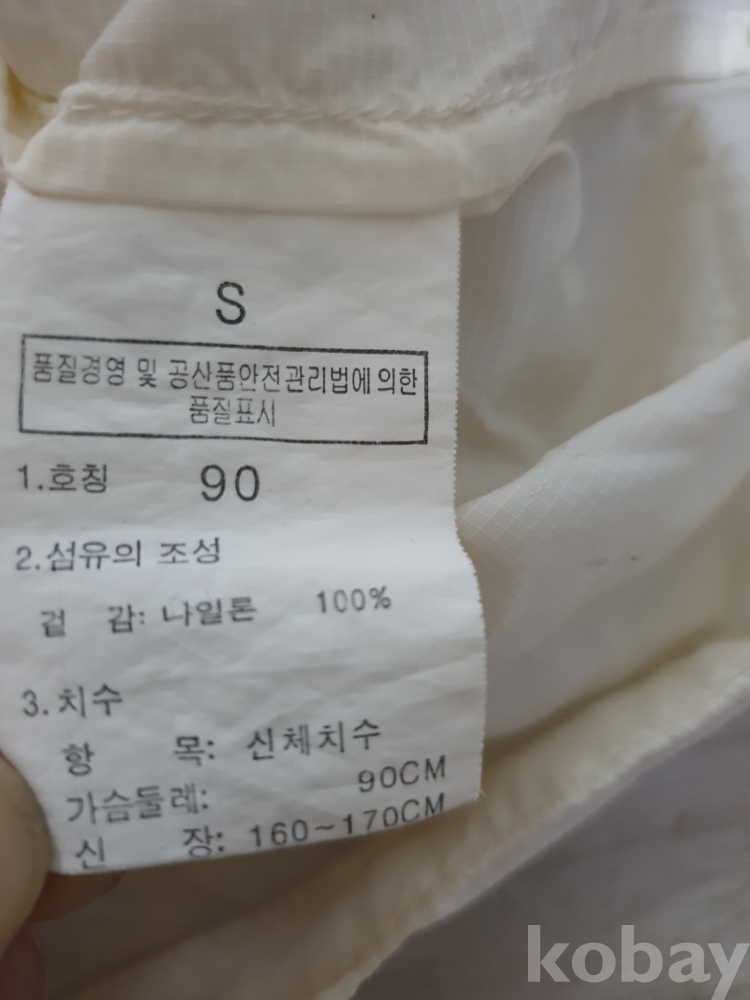 S
품질경영 및 공산품안전관리법에 의한
품질표시
1.호칭 90
2.섬유의 조성
겉 감: 나일론 100%
3.치수
항 목: 신체치수
가슴둘레: 90CM
신 장: 160~170CM
kobay